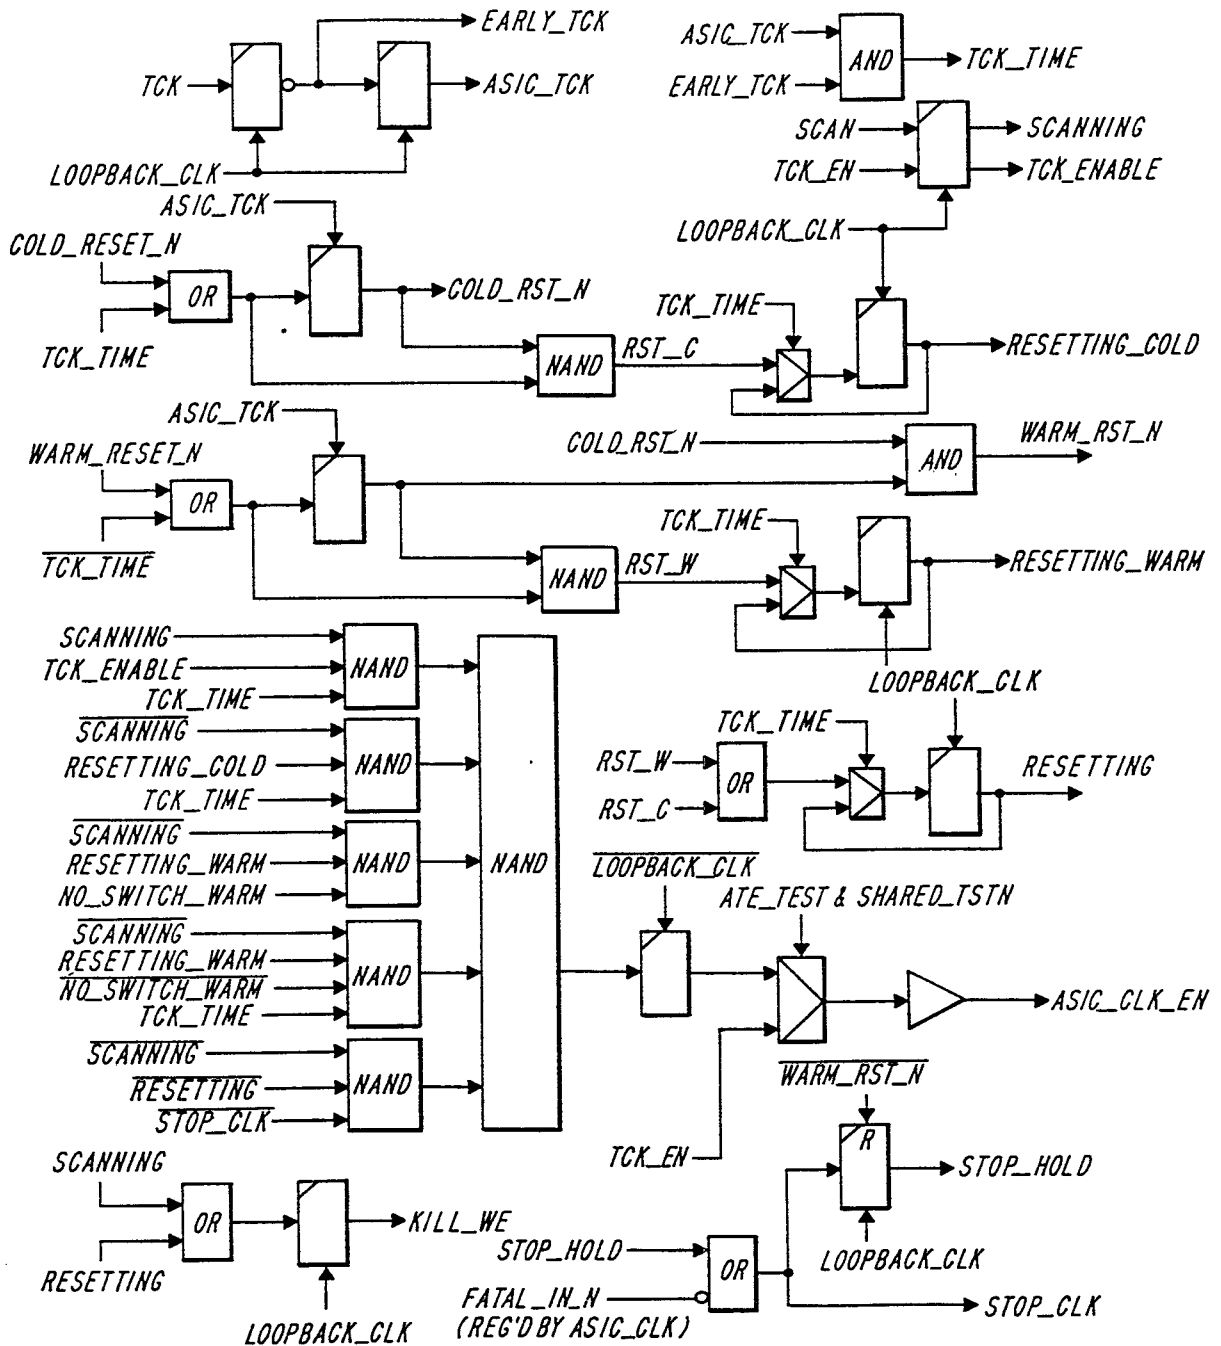 EARLY_TCK
TCK
ASIC_TCK
LOOPBACK_CLK
ASIC_TCK
EARLY_TCK
AND
TCK_TIME
SCAN
TCK_EN
SCANNING
TCK_ENABLE
LOOPBACK_CLK
ASIC_TCK
COLD_RESET_N
OR
TCK_TIME
COLD_RST_N
NAND
RST_C
TCK_TIME
RESETTING_COLD
ASIC_TCK
WARM_RESET_N
OR
TCK_TIME
COLD_RST_N
AND
WARM_RST_N
NAND
RST_W
TCK_TIME
RESETTING_WARM
LOOPBACK_CLK
SCANNING
TCK_ENABLE
TCK_TIME
NAND
SCANNING
RESETTING_COLD
TCK_TIME
NAND
SCANNING
RESETTING_WARM
NO_SWITCH_WARM
NAND
SCANNING
RESETTING_WARM
NO_SWITCH_WARM
TCK_TIME
NAND
SCANNING
RESETTING
STOP_CLK
NAND
NAND
TCK_TIME
RST_W
RST_C
OR
RESETTING
LOOPBACK_CLK
ATE_TEST & SHARED_TSTN
ASIC_CLK_EN
TCK_EN
WARM_RST_N
R
STOP_HOLD
LOOPBACK_CLK
SCANNING
RESETTING
OR
KILL_WE
LOOPBACK_CLK
STOP_HOLD
FATAL_IN_N
(REG'D BY ASIC_CLK)
OR
STOP_CLK